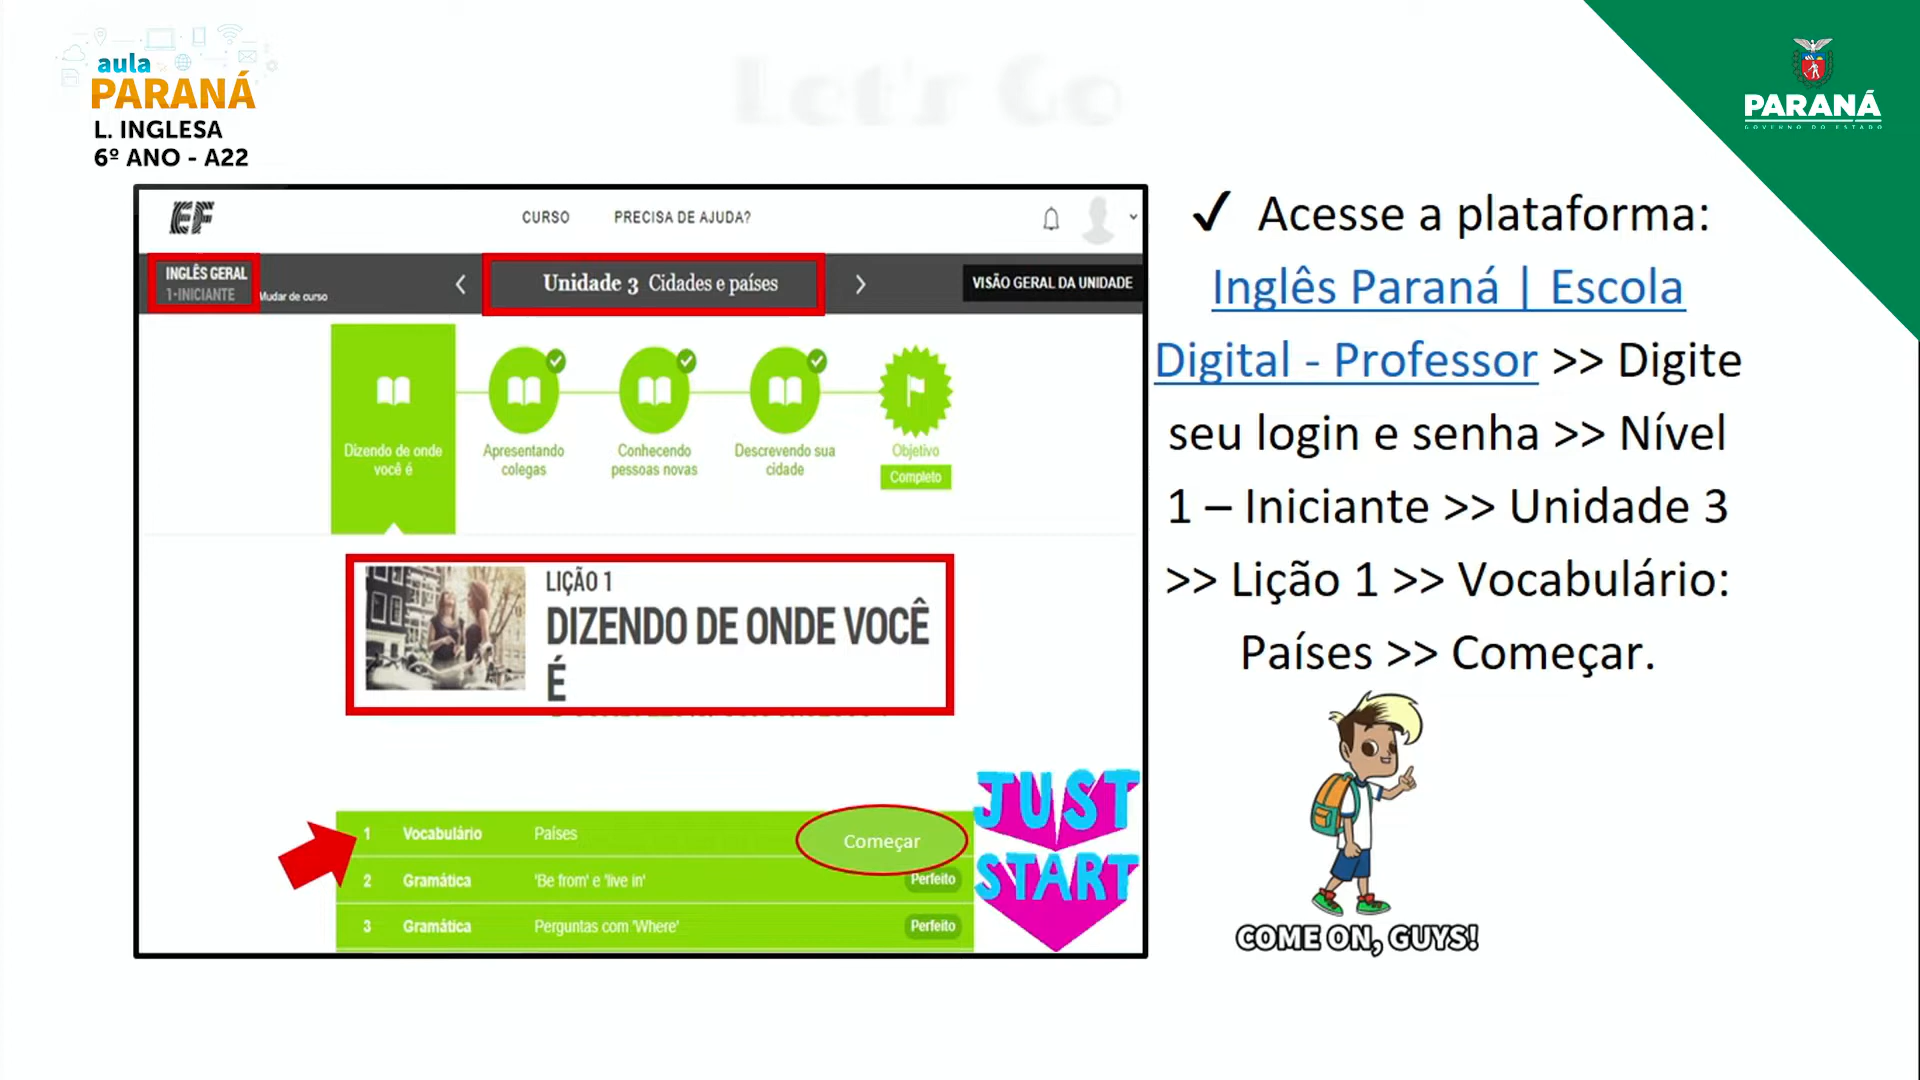 aula
PARANÁ
L. INGLESA
6º ANO - A22
Let's Go
PARANÁ
GOVERNO DO ESTADO
EF
CURSO
PRECISA DE AJUDA?
INGLÊS GERAL
1-INICIANTE
Mudar de curso
Unidade 3 Cidades e países
VISÃO GERAL DA UNIDADE
Dizendo de onde
você é
Apresentando
colegas
Conhecendo
pessoas novas
Descrevendo sua
cidade
Objetivo
Completo
LIÇÃO 1
DIZENDO DE ONDE VOCÊ
É
1 Vocabulário Países Começar
2 Gramática 'Be from' e 'live in' Perfeito
3 Gramática Perguntas com 'Where' Perfeito
JUST
START
✓ Acesse a plataforma:
Inglês Paraná | Escola
Digital - Professor >> Digite
seu login e senha >> Nível
1 – Iniciante >> Unidade 3
>> Lição 1 >> Vocabulário:
Países >> Começar.
COME ON, GUYS!